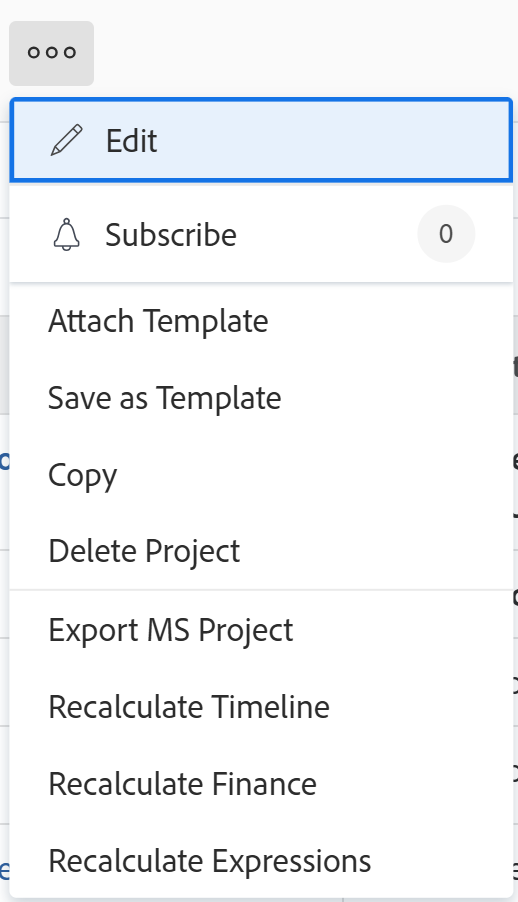 Edit
Subscribe 0
Attach Template
Save as Template
Copy
Delete Project
Export MS Project
Recalculate Timeline
Recalculate Finance
Recalculate Expressions